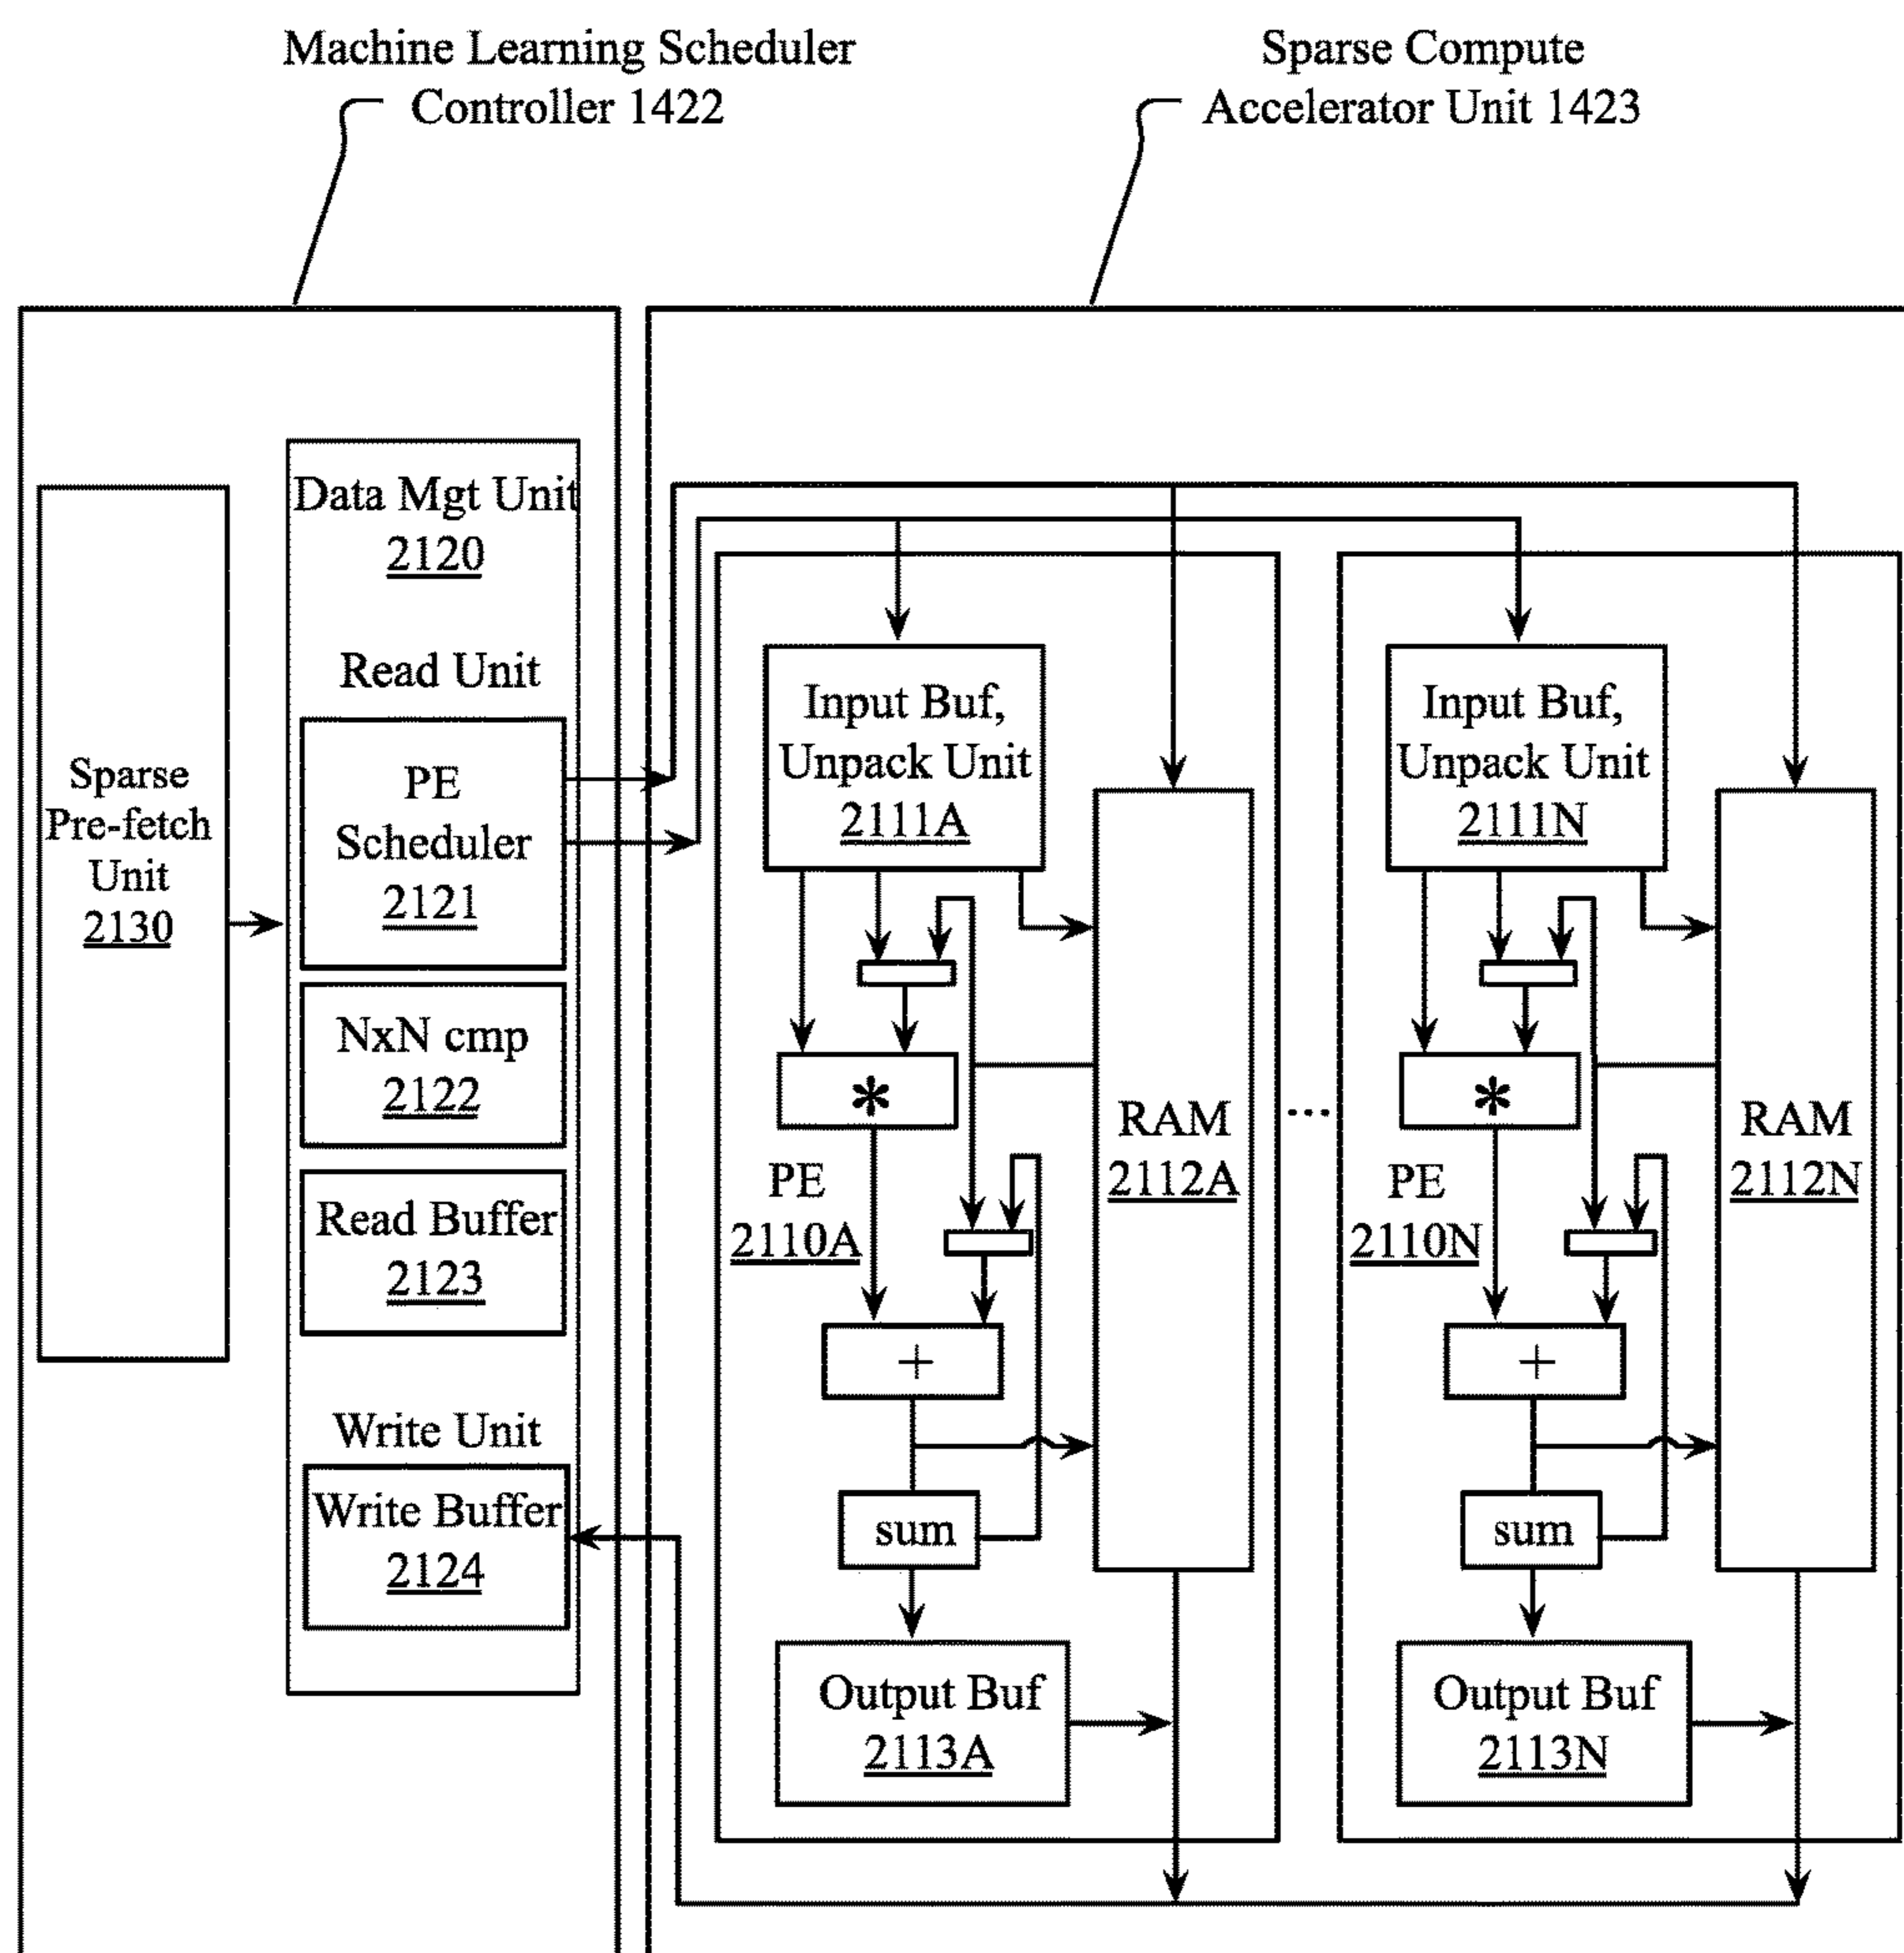 Machine Learning Scheduler
Controller 1422
Sparse Compute
Accelerator Unit 1423
Sparse
Pre-fetch
Unit
2130
Data Mgt Unit
2120
Read Unit
PE
Scheduler
2121
NxN cmp
2122
Read Buffer
2123
Write Unit
Write Buffer
2124
Input Buf,
Unpack Unit
2111A
*
PE
2110A
+
sum
RAM
2112A
Output Buf
2113A
...
Input Buf,
Unpack Unit
2111N
*
PE
2110N
+
sum
RAM
2112N
Output Buf
2113N